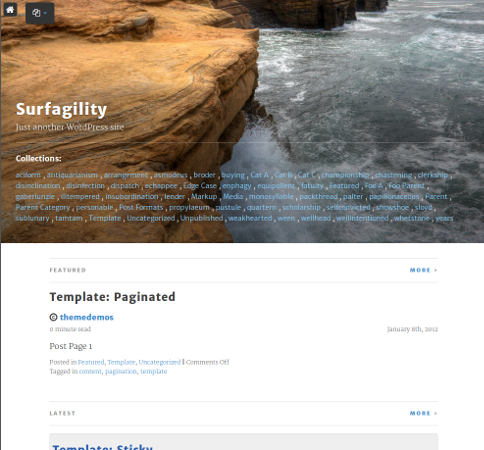 Surfagility
Just another WordPress site
Collections:
aciform , antiquarianism , arrangement , asmodeus , broder , buying , Cat A , Cat B , Cat C , championship , chastening , clerkship ,
disinclination , disinfection , dispatch , echappee , Edge Case , enphagy , equipollent , fatuity , Featured , Foo A , Foo Parent ,
gaberlunzie , illtempered , insubordination , lender , Markup , Media , monosyllable , packthread , palter , papilionaceous , Parent ,
Parent Category , personable , Post Formats , propylaeum , pustule , quartern , scholarship , selfconvicted , showshoe , sloyd ,
sublunary , tamtam , Template , Uncategorized , Unpublished , weakhearted , ween , wellhead , wellintentioned , whetstone , years
FEATURED
MORE ›
Template: Paginated
themedemos
0 minute read
January 8th, 2012
Post Page 1
Posted in Featured, Template, Uncategorized | Comments Off
Tagged in content, pagination, template
LATEST
MORE ›
Template: Sticky